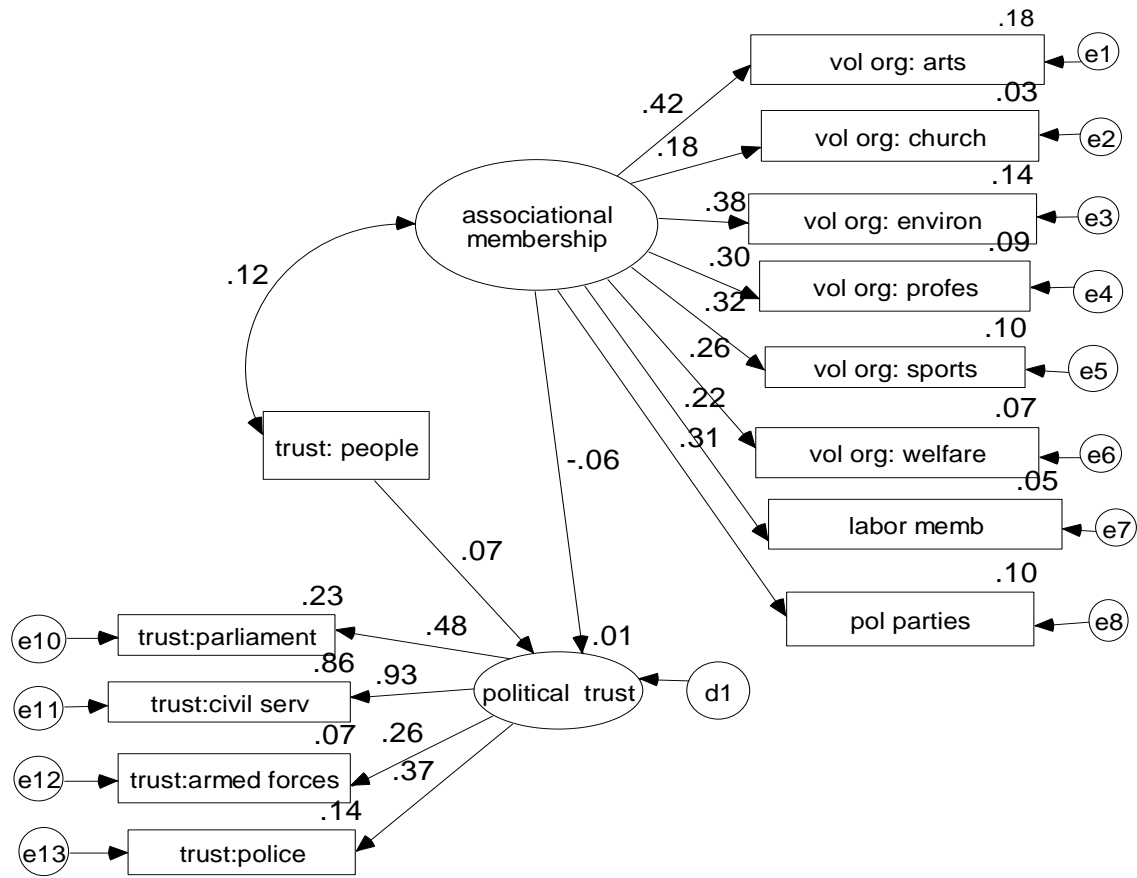 .18
vol org: arts
e1
.42
.03
vol org: church
e2
.18
.14
associational
membership
.38
vol org: environ
e3
.09
.30
vol org: profes
e4
.12
.32
.10
.26
vol org: sports
e5
.22
.07
.31
trust: people
vol org: welfare
e6
-.06
.05
labor memb
e7
.07
.10
.23
pol parties
e8
e10
trust:parliament
.48
.01
.86
.93
political trust
d1
e11
trust:civil serv
.07
.26
e12
trust:armed forces
.37
.14
e13
trust:police